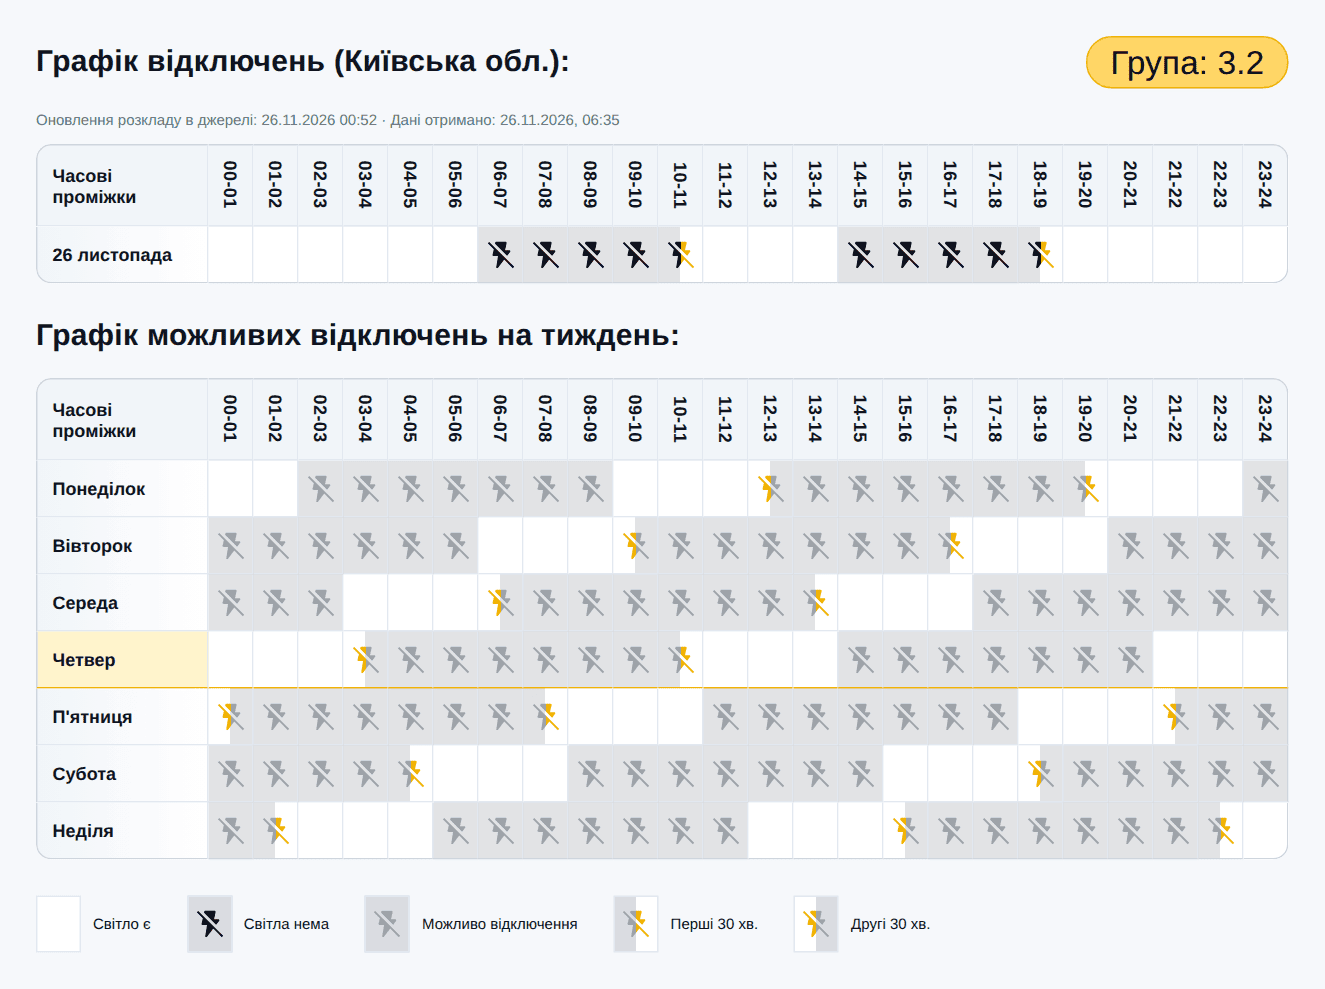 Графік відключень (Київська обл.):
Група: 3.2
Оновлення розкладу в джерелі: 26.11.2026 00:52 · Дані отримано: 26.11.2026, 06:35
Часові проміжки 00-01 01-02 02-03 03-04 04-05 05-06 06-07 07-08 08-09 09-10 10-11 11-12 12-13 13-14 14-15 15-16 16-17 17-18 18-19 19-20 20-21 21-22 22-23 23-24
26 листопада
Графік можливих відключень на тиждень:
Часові проміжки 00-01 01-02 02-03 03-04 04-05 05-06 06-07 07-08 08-09 09-10 10-11 11-12 12-13 13-14 14-15 15-16 16-17 17-18 18-19 19-20 20-21 21-22 22-23 23-24
Понеділок
Вівторок
Середа
Четвер
П'ятниця
Субота
Неділя
Світло є Світла нема Можливо відключення Перші 30 хв. Другі 30 хв.